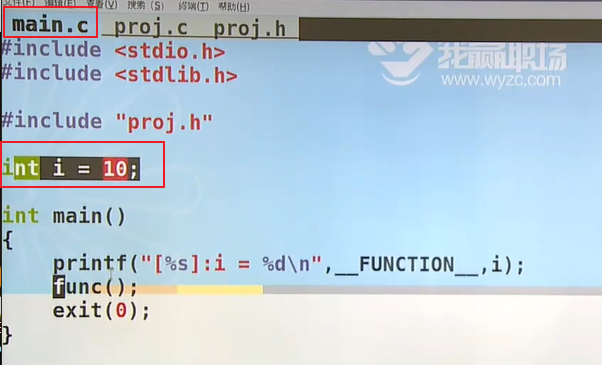 文件(F) 编辑(E) 查看(V) 搜索 (S) 终端(T) 帮助(H)
main.c proj.c proj.h
#include <stdio.h>
#include <stdlib.h>
我赢职场
www.wyzc.com
#include "proj.h"
int i = 10;
int main()
{
printf("[%s]:i = %d\n",__FUNCTION__,i);
func();
exit(0);
}